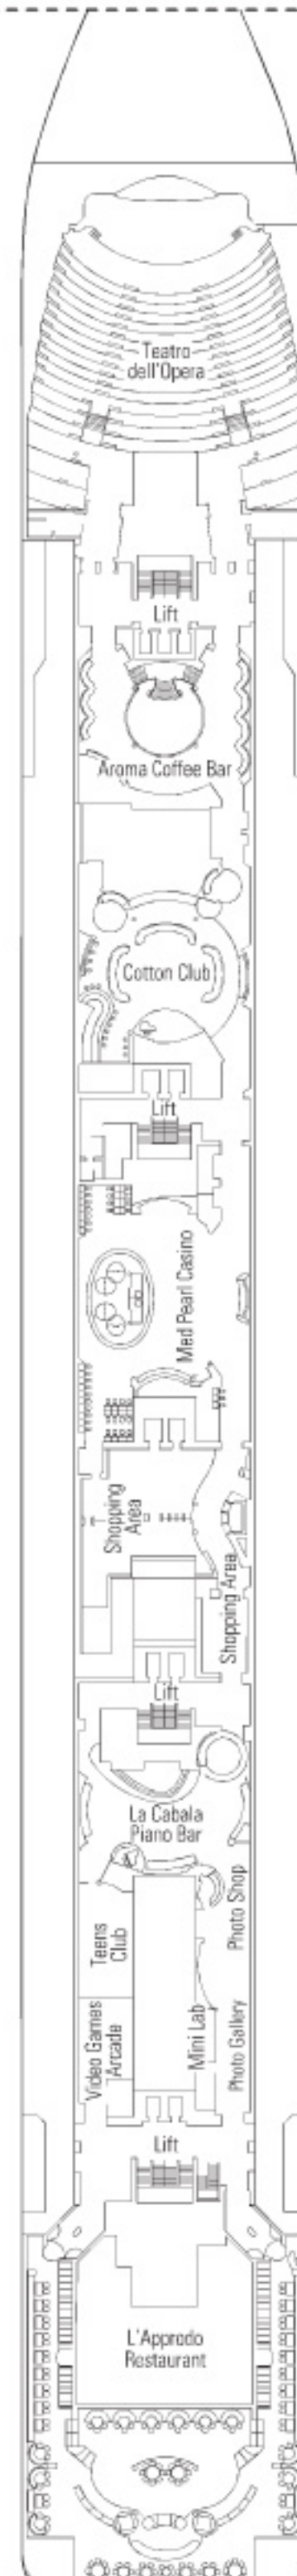 Teatro
dell'Opera
Lift
Aroma Coffee Bar
Cotton Club
Lift
Med Pearl Casino
Shopping
Area
Shopping Area
Lift
La Cabala
Piano Bar
Teens
Club
Photo Shop
Video Games
Arcade
Mini Lab
Photo Gallery
Lift
L'Approdo
Restaurant